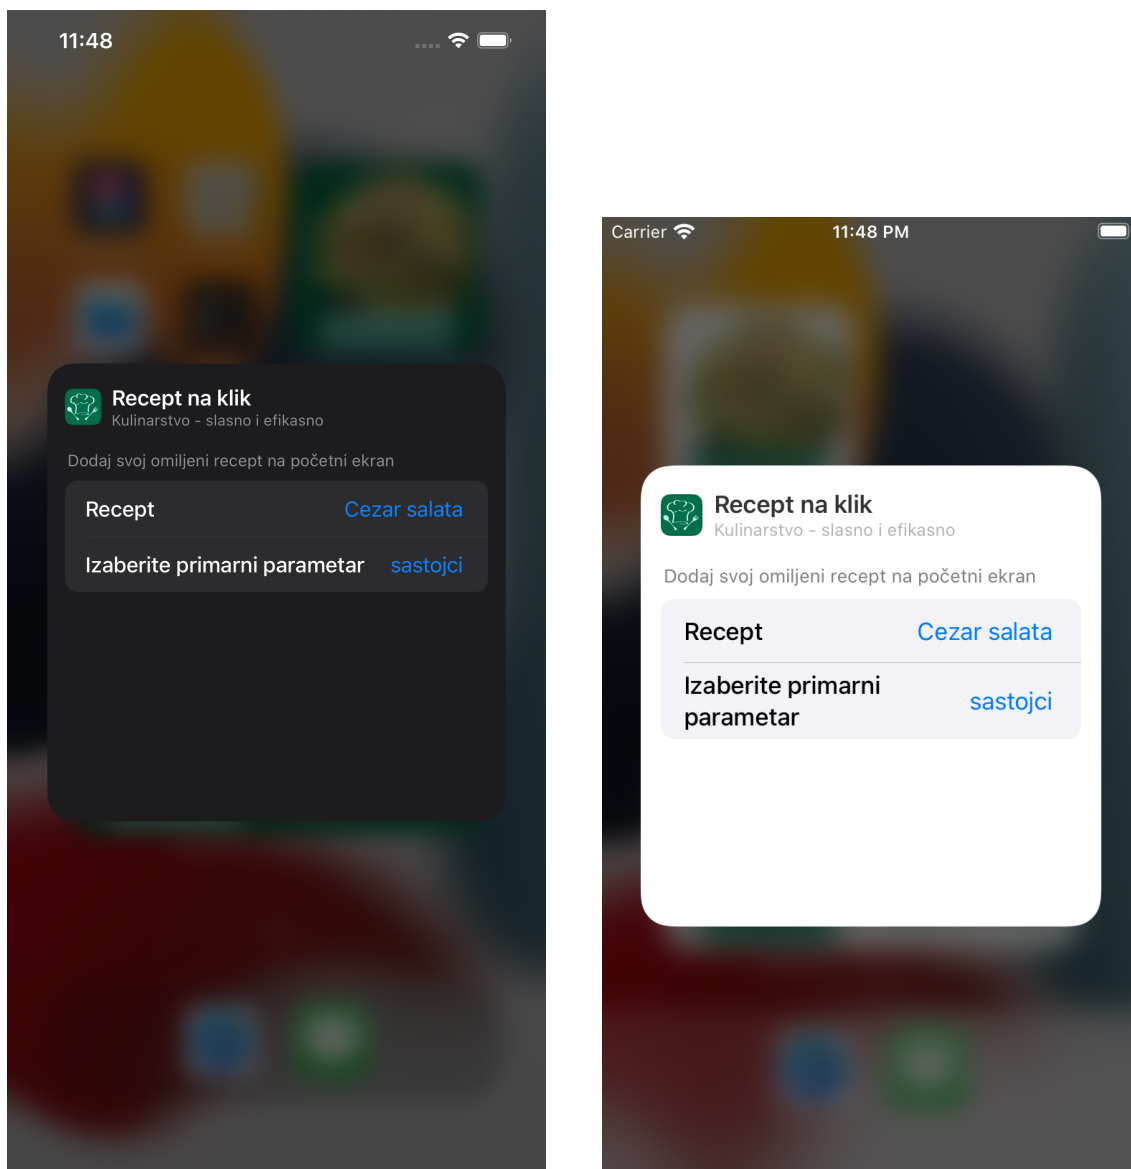 11:48
Recept na klik
Kulinarstvo - slasno i efikasno
Dodaj svoj omiljeni recept na početni ekran
Recept Cezar salata
Izaberite primarni parametar sastojci
Carrier 11:48 PM
Recept na klik
Kulinarstvo - slasno i efikasno
Dodaj svoj omiljeni recept na početni ekran
Recept Cezar salata
Izaberite primarni
parametar
sastojci